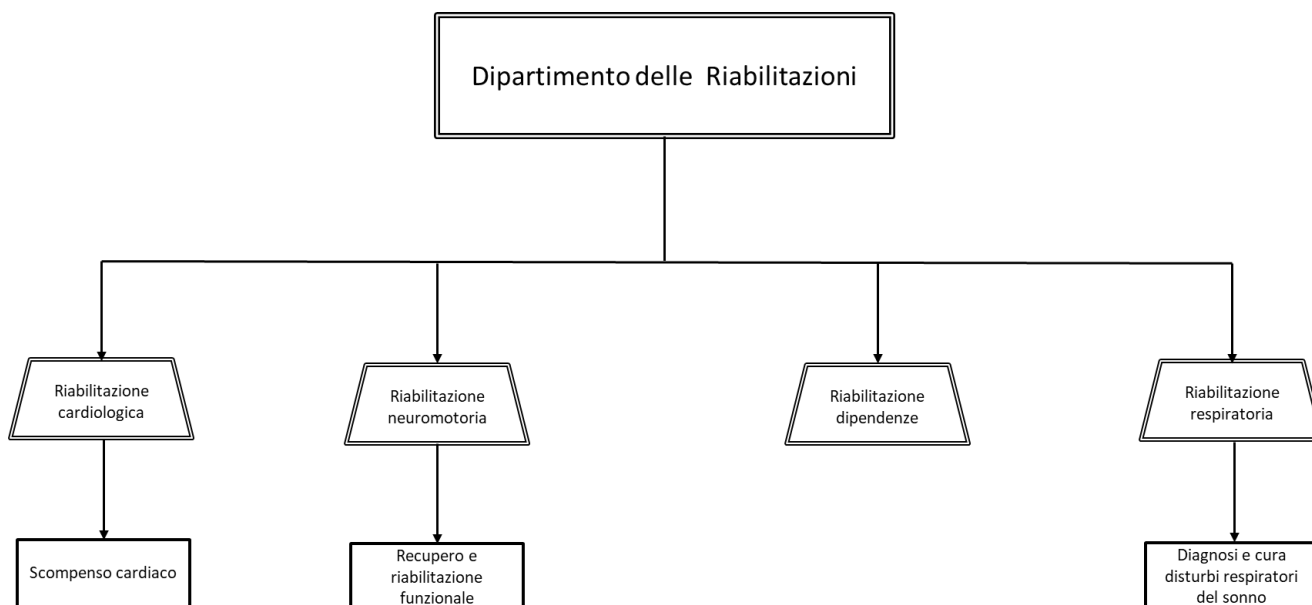 Dipartimento delle Riabilitazioni
Riabilitazione
cardiologica
Riabilitazione
neuromotoria
Riabilitazione
dipendenze
Riabilitazione
respiratoria
Scompenso cardiaco
Recupero e
riabilitazione
funzionale
Diagnosi e cura
disturbi respiratori
del sonno